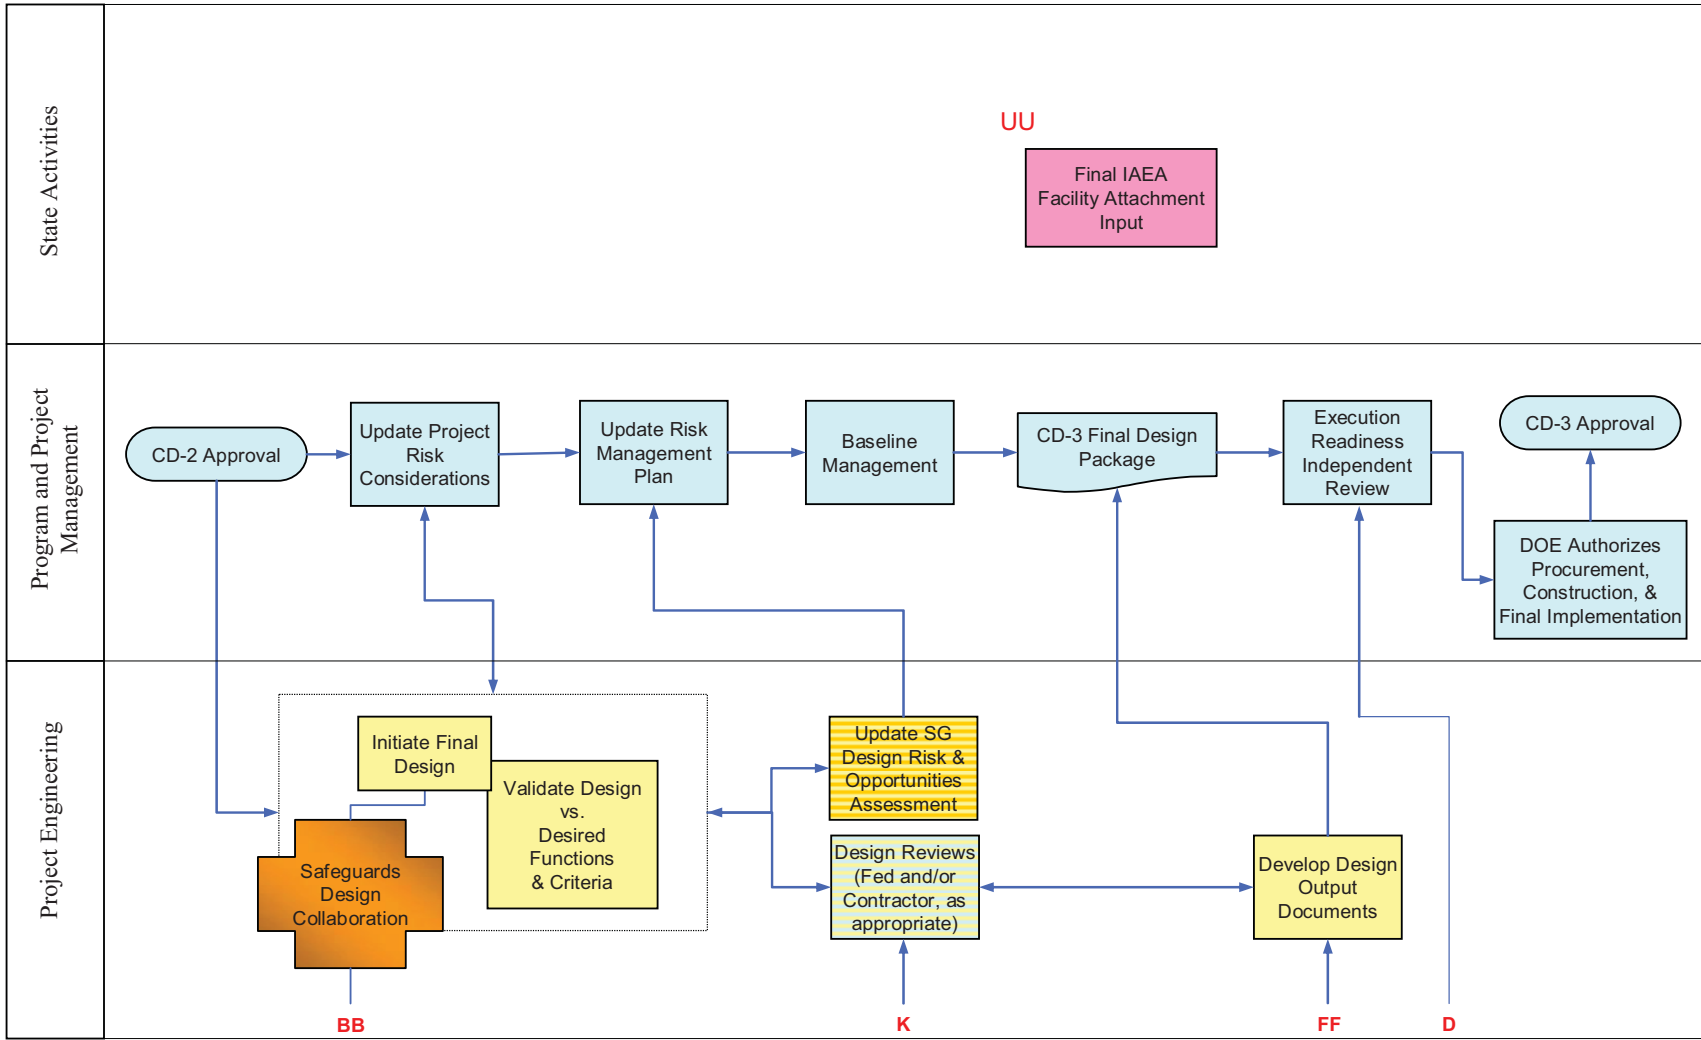 State Activities
UU
Final IAEA
Facility Attachment
Input
Program and Project
Management
CD-2 Approval
Update Project
Risk
Considerations
Update Risk
Management
Plan
Baseline
Management
CD-3 Final Design
Package
Execution
Readiness
Independent
Review
CD-3 Approval
DOE Authorizes
Procurement,
Construction, &
Final Implementation
Project Engineering
Initiate Final
Design
Validate Design
vs.
Desired
Functions
& Criteria
Safeguards
Design
Collaboration
Update SG
Design Risk &
Opportunities
Assessment
Design Reviews
(Fed and/or
Contractor, as
appropriate)
Develop Design
Output
Documents
BB
K
FF
D